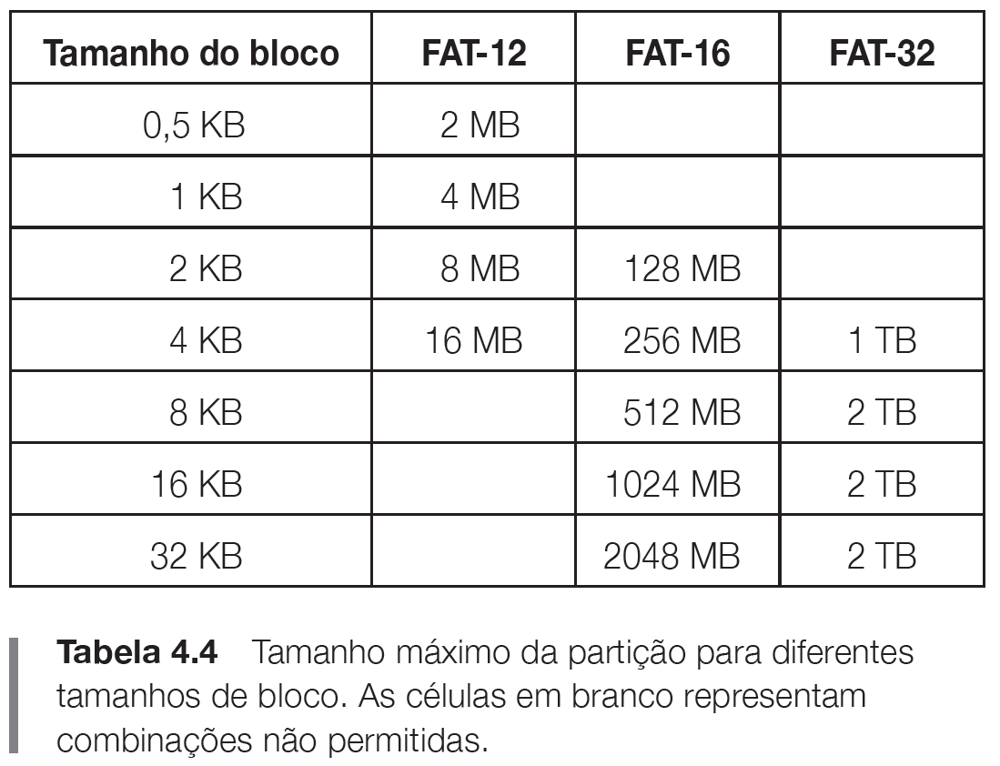 Tamanho do bloco FAT-12 FAT-16 FAT-32
0,5 KB 2 MB
1 KB 4 MB
2 KB 8 MB 128 MB
4 KB 16 MB 256 MB 1 TB
8 KB 512 MB 2 TB
16 KB 1024 MB 2 TB
32 KB 2048 MB 2 TB
Tabela 4.4 Tamanho máximo da partição para diferentes
tamanhos de bloco. As células em branco representam
combinações não permitidas.